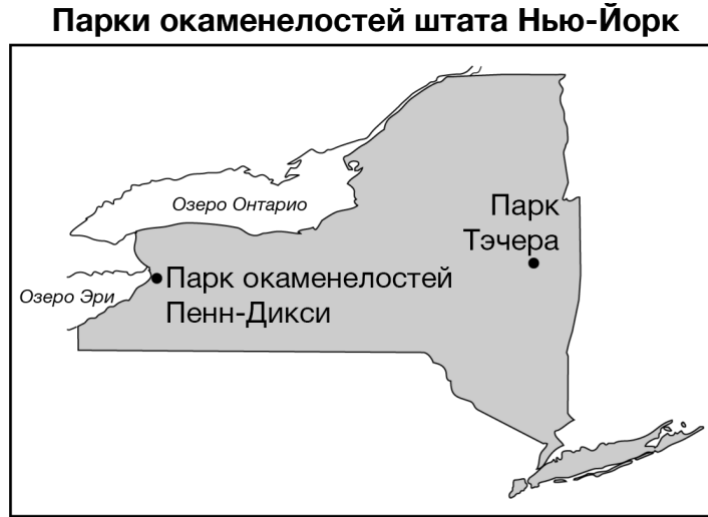 Парки окаменелостей штата Нью-Йорк
Озеро Онтарио
Парк
Тэчера
Парк окаменелостей
Пенн-Дикси
Озеро Эри